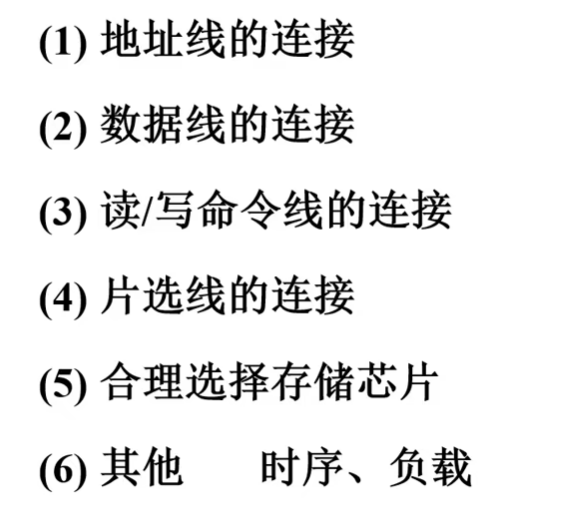 (1) 地址线的连接
(2) 数据线的连接
(3) 读/写命令线的连接
(4) 片选线的连接
(5) 合理选择存储芯片
(6) 其他 时序、负载